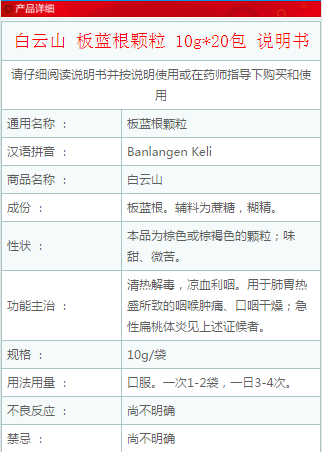 产品详细
白云山 板蓝根颗粒 10g*20包 说明书
请仔细阅读说明书并按说明使用或在药师指导下购买和使
用
通用名称 ： 板蓝根颗粒
汉语拼音 ： Banlangen Keli
商品名称 ： 白云山
成份 ： 板蓝根。辅料为蔗糖，糊精。
性状 ： 本品为棕色或棕褐色的颗粒；味
甜、微苦。
功能主治 ： 清热解毒，凉血利咽。用于肺胃热
盛所致的咽喉肿痛、口咽干燥；急
性扁桃体炎见上述证候者。
规格 ： 10g/袋
用法用量 ： 口服。一次1-2袋，一日3-4次。
不良反应 ： 尚不明确
禁忌 ： 尚不明确